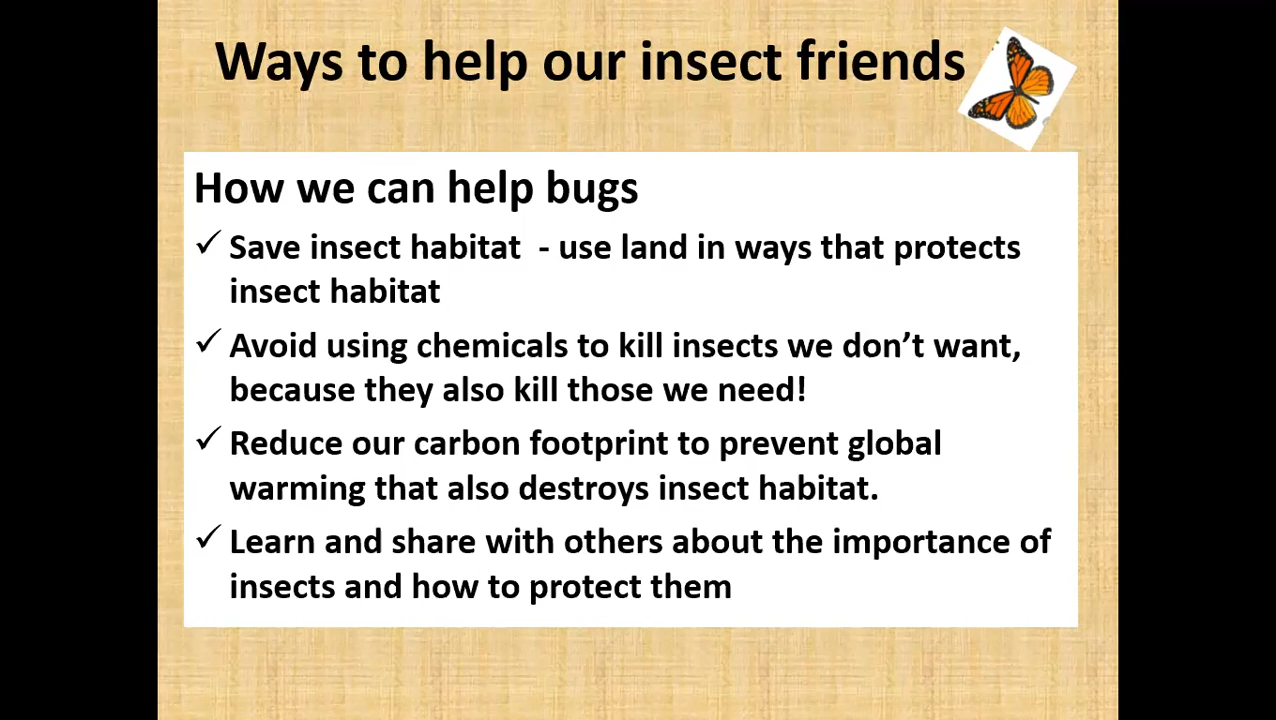 Ways to help our insect friends
How we can help bugs
✓ Save insect habitat  - use land in ways that protects
insect habitat
✓ Avoid using chemicals to kill insects we don’t want,
because they also kill those we need!
✓ Reduce our carbon footprint to prevent global
warming that also destroys insect habitat.
✓ Learn and share with others about the importance of
insects and how to protect them